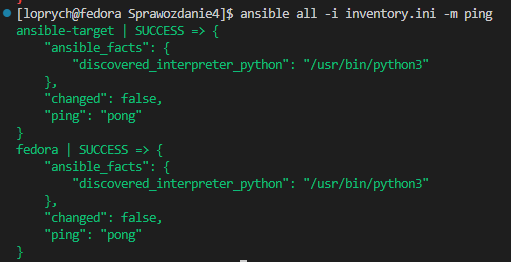 [loprych@fedora Sprawozdanie4]$ ansible all -i inventory.ini -m ping
ansible-target | SUCCESS => {
    "ansible_facts": {
        "discovered_interpreter_python": "/usr/bin/python3"
    },
    "changed": false,
    "ping": "pong"
}
fedora | SUCCESS => {
    "ansible_facts": {
        "discovered_interpreter_python": "/usr/bin/python3"
    },
    "changed": false,
    "ping": "pong"
}